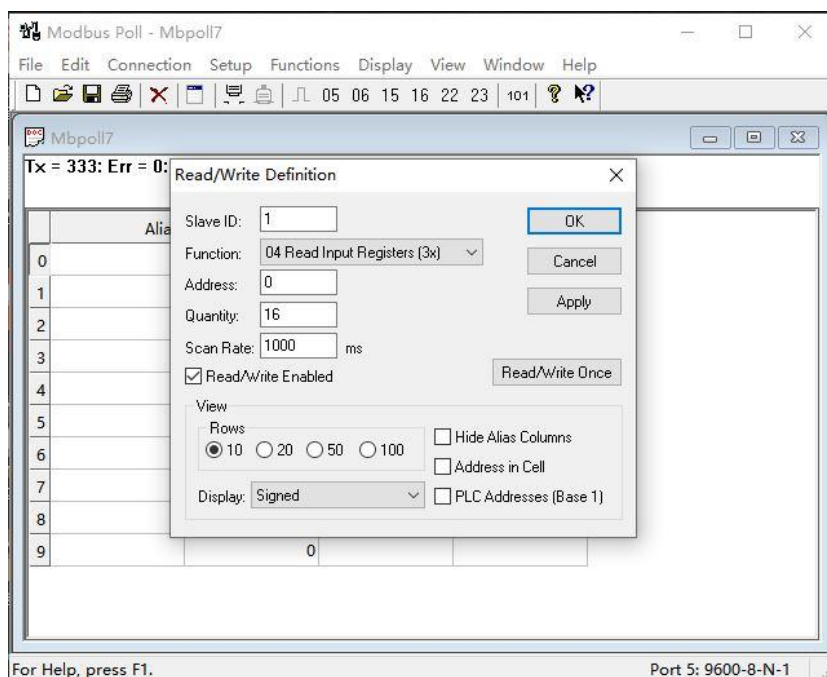 Modbus Poll - Mbpoll7
File Edit Connection Setup Functions Display View Window Help
05 06 15 16 22 23 101
Mbpoll7
Tx = 333: Err = 0:
Read/Write Definition
Slave ID: 1 OK
Function: 04 Read Input Registers (3x) Cancel
Address: 0
Apply
Quantity: 16
Scan Rate: 1000 ms
Read/Write Enabled Read/Write Once
View
Rows
10 20 50 100 Hide Alias Columns
Address in Cell
Display: Signed PLC Addresses (Base 1)
Alia
0
1
2
3
4
5
6
7
8
9 0
For Help, press F1. Port 5: 9600-8-N-1